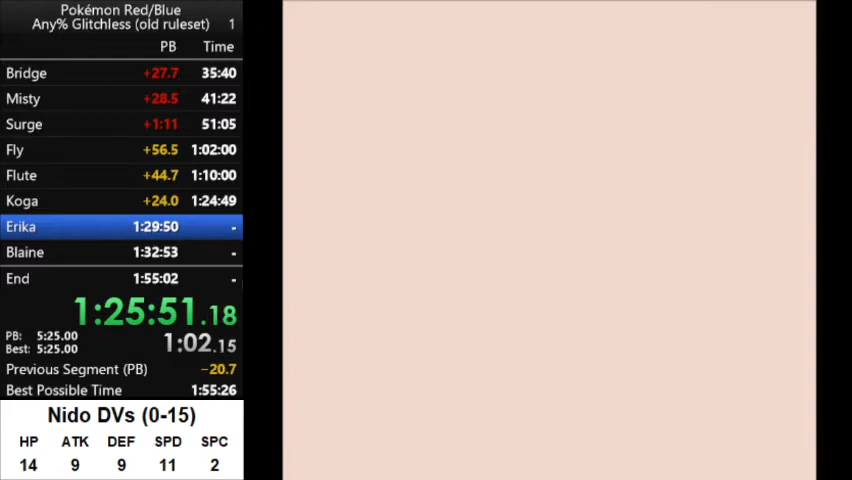 Pokémon Red/Blue
Any% Glitchless (old ruleset) 1
PB Time
Bridge +27.7 35:40
Misty +28.5 41:22
Surge +1:11 51:05
Fly +56.5 1:02:00
Flute +44.7 1:10:00
Koga +24.0 1:24:49
Erika 1:29:50 -
Blaine 1:32:53 -
End 1:55:02 -
1:25:51.18
PB: 5:25.00
Best: 5:25.00
1:02.15
Previous Segment (PB) −20.7
Best Possible Time 1:55:26
Nido DVs (0-15)
HP ATK DEF SPD SPC
14 9 9 11 2